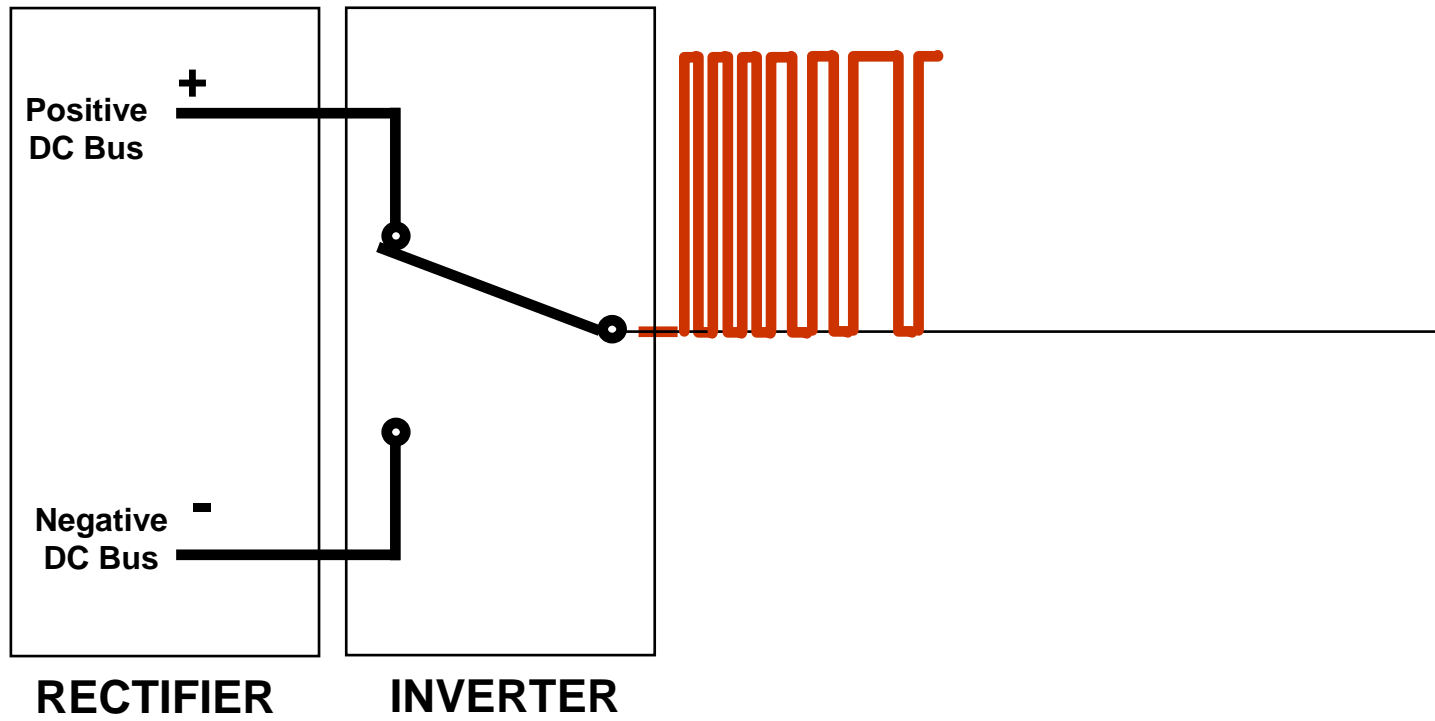 +
Positive
DC Bus
-
Negative
DC Bus
RECTIFIER
INVERTER